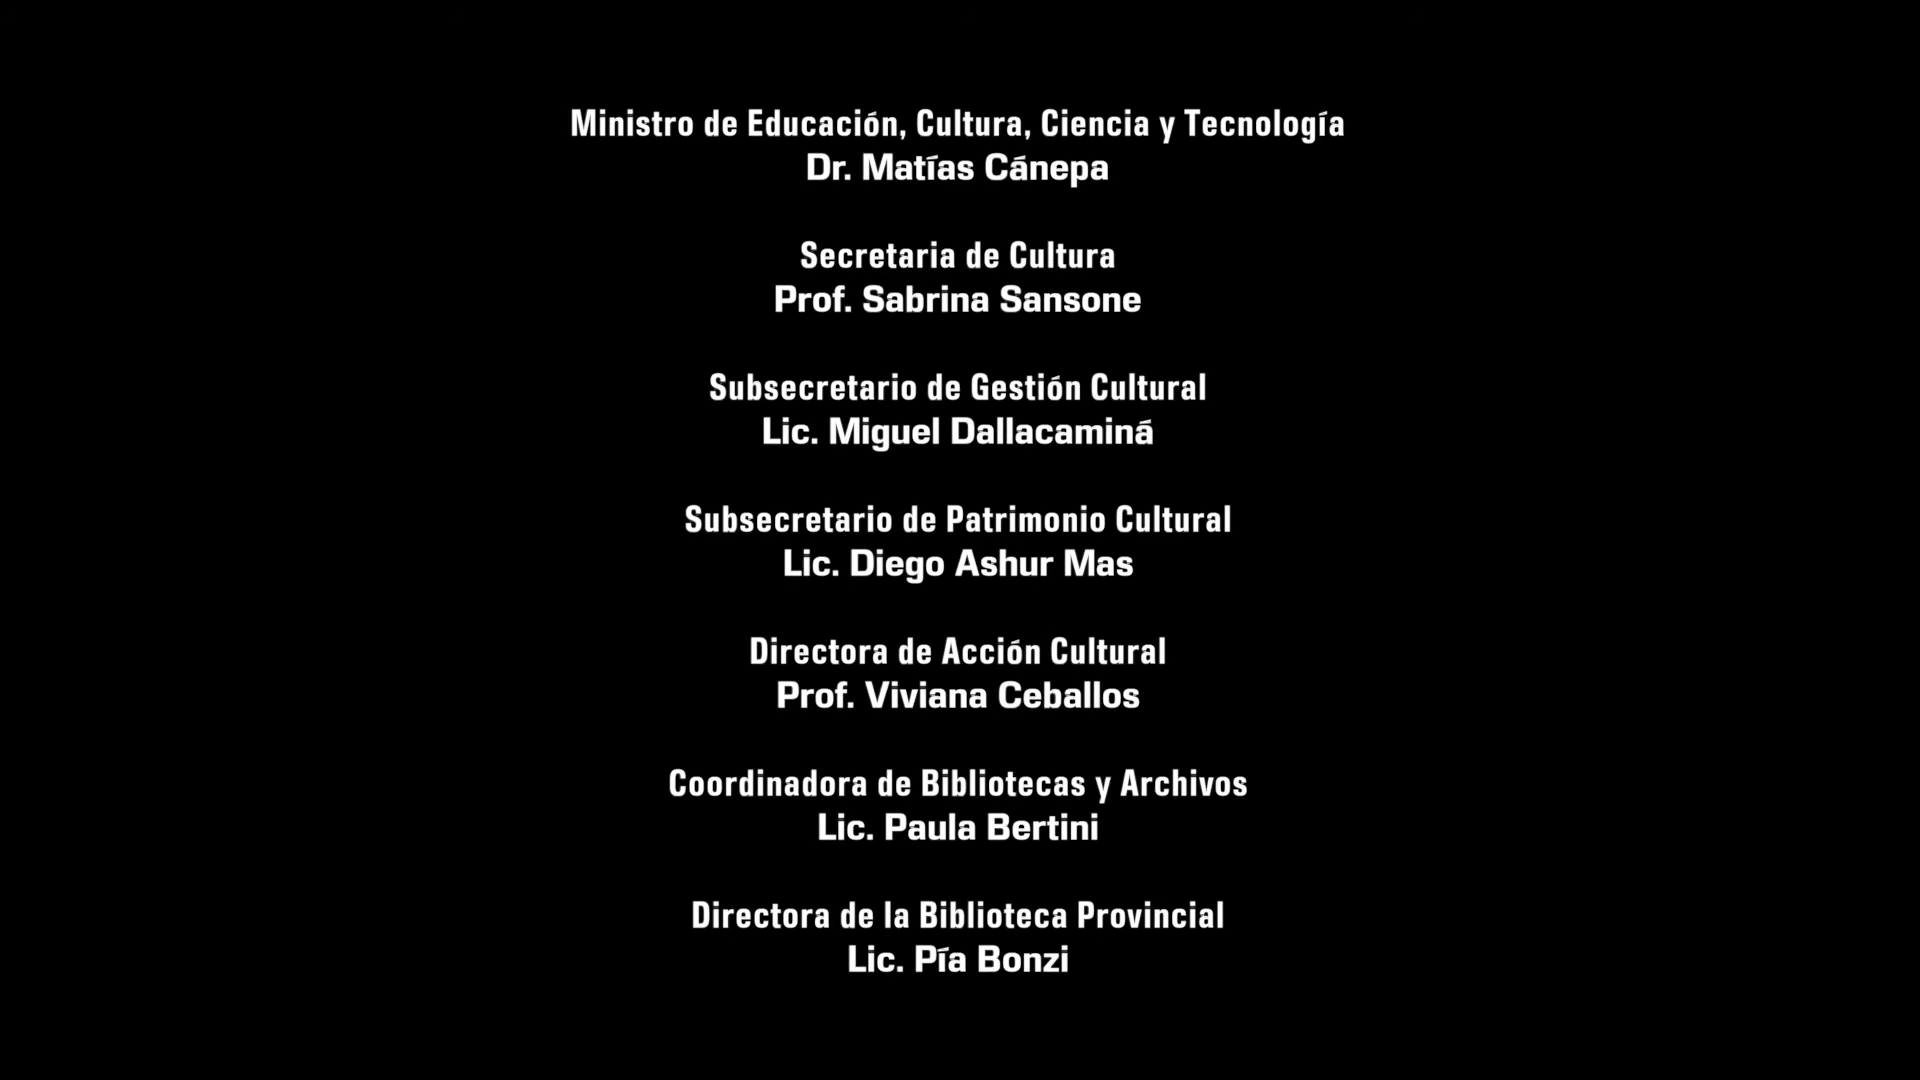 Ministro de Educación, Cultura, Ciencia y Tecnología
Dr. Matías Cánepa
Secretaria de Cultura
Prof. Sabrina Sansone
Subsecretario de Gestión Cultural
Lic. Miguel Dallacaminá
Subsecretario de Patrimonio Cultural
Lic. Diego Ashur Mas
Directora de Acción Cultural
Prof. Viviana Ceballos
Coordinadora de Bibliotecas y Archivos
Lic. Paula Bertini
Directora de la Biblioteca Provincial
Lic. Pía Bonzi